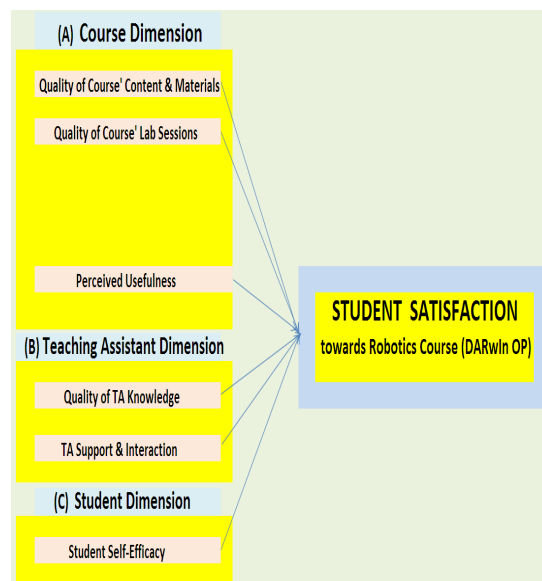 (A) Course Dimension
Quality of Course' Content & Materials
Quality of Course' Lab Sessions
Perceived Usefulness
(B) Teaching Assistant Dimension
Quality of TA Knowledge
TA Support & Interaction
(C) Student Dimension
Student Self-Efficacy
STUDENT SATISFACTION
towards Robotics Course (DARwIn OP)